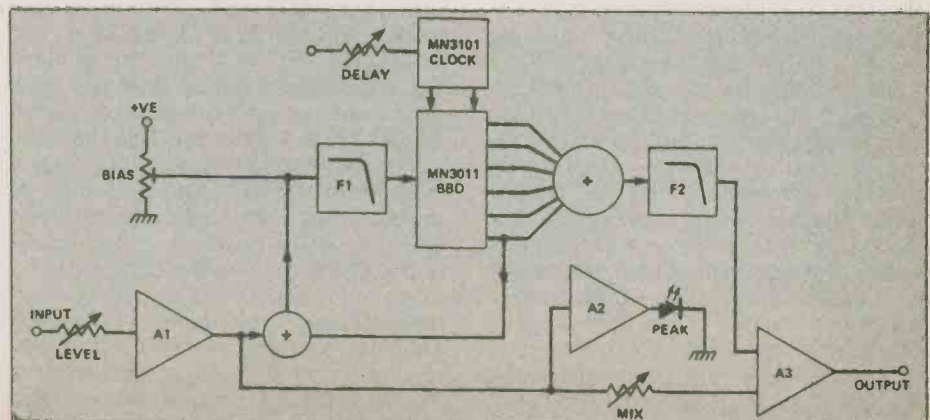 MN3101
CLOCK
DELAY
+VE
BIAS
F1
MN3011
BBD
+
F2
INPUT
LEVEL
A1
+
A2
PEAK
MIX
A3
OUTPUT